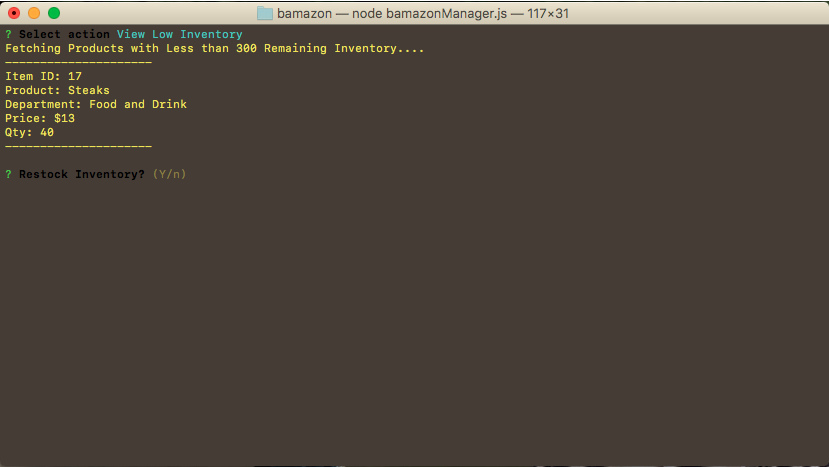 bamazon — node bamazonManager.js — 117×31
? Select action View Low Inventory
Fetching Products with Less than 300 Remaining Inventory....
—————————————————————
Item ID: 17
Product: Steaks
Department: Food and Drink
Price: $13
Qty: 40
—————————————————————
? Restock Inventory? (Y/n)